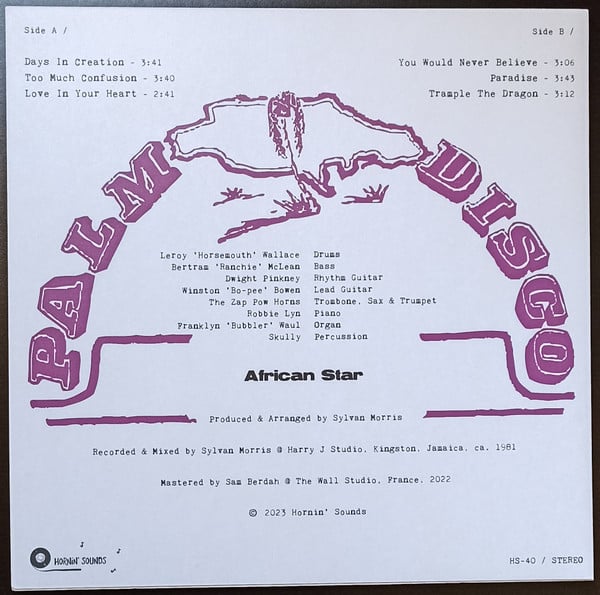 Side A /
Side B /
Days In Creation - 3:41
Too Much Confusion - 3:40
Love In Your Heart - 2:41
You Would Never Believe - 3:06
Paradise - 3:43
Trample The Dragon - 3:12
PALM DISCO
Leroy 'Horsemouth' Wallace Drums
Bertram 'Ranchie' McLean Bass
Dwight Pinkney Rhythm Guitar
Winston 'Bo-pee' Bowen Lead Guitar
The Zap Pow Horns Trombone, Sax & Trumpet
Robbie Lyn Piano
Franklyn 'Bubbler' Waul Organ
Skully Percussion
African Star
Produced & Arranged by Sylvan Morris
Recorded & Mixed by Sylvan Morris @ Harry J Studio, Kingston, Jamaica, ca. 1981
Mastered by Sam Berdah @ The Wall Studio, France, 2022
© 2023 Hornin' Sounds
HORNIN' SOUNDS
HS-40 / STEREO